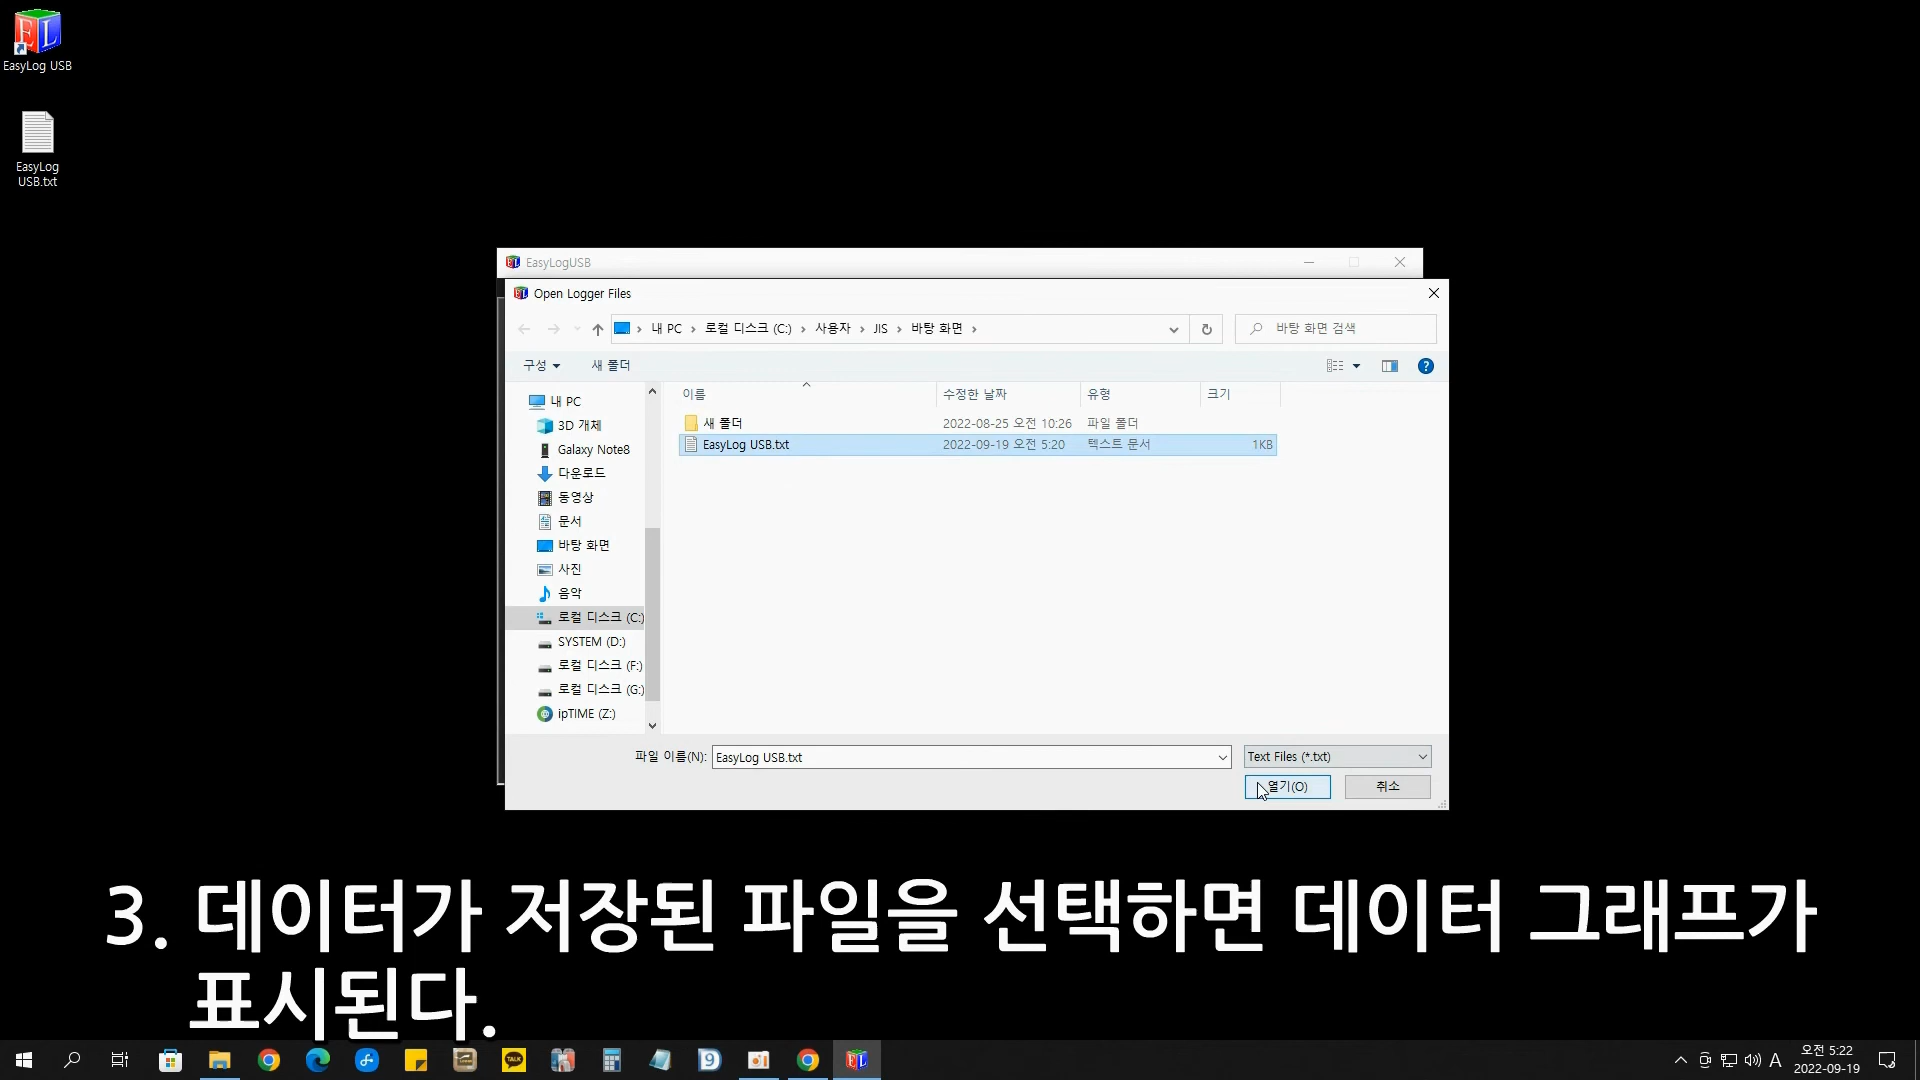 EasyLog USB
EasyLog
USB.txt
EasyLogUSB
Open Logger Files
내 PC › 로컬 디스크 (C:) › 사용자 › JIS › 바탕 화면 ›
바탕 화면 검색
구성
새 폴더
이름 수정한 날짜 유형 크기
새 폴더 2022-08-25 오전 10:26 파일 폴더
EasyLog USB.txt 2022-09-19 오전 5:20 텍스트 문서 1KB
내 PC
3D 개체
Galaxy Note8
다운로드
동영상
문서
바탕 화면
사진
음악
로컬 디스크 (C:)
SYSTEM (D:)
로컬 디스크 (F:)
로컬 디스크 (G:)
ipTIME (Z:)
파일 이름(N): EasyLog USB.txt
Text Files (*.txt)
열기(O)
취소
3. 데이터가 저장된 파일을 선택하면 데이터 그래프가
표시된다.
TALK
9
A
오전 5:22
2022-09-19